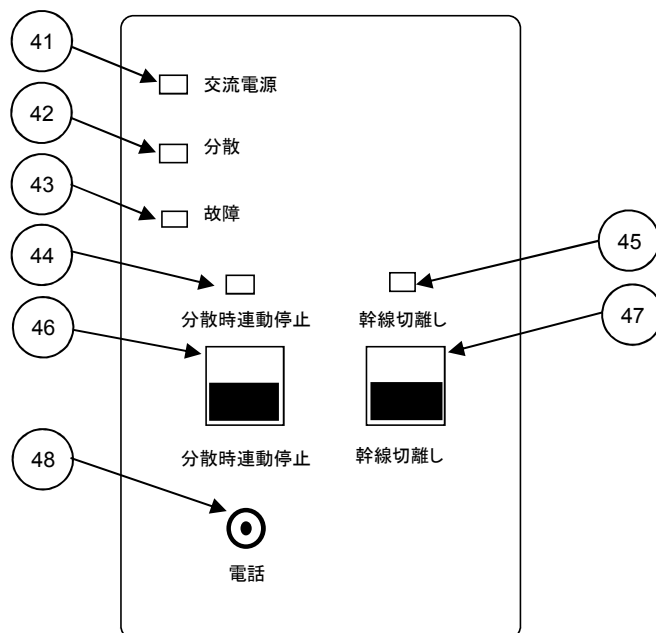 41
交流電源
42
分散
43
故障
44
45
分散時連動停止
幹線切離し
46
47
分散時連動停止
幹線切離し
48
電話